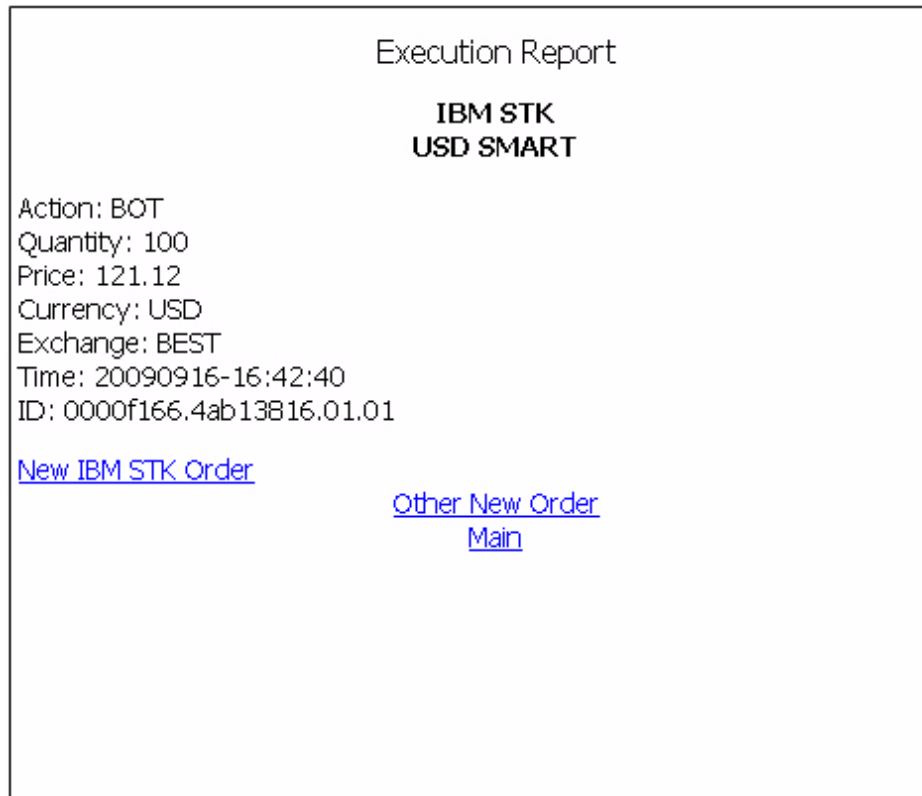 Execution Report
IBM STK
USD SMART
Action: BOT
Quantity: 100
Price: 121.12
Currency: USD
Exchange: BEST
Time: 20090916-16:42:40
ID: 0000f166.4ab13816.01.01
New IBM STK Order
Other New Order
Main